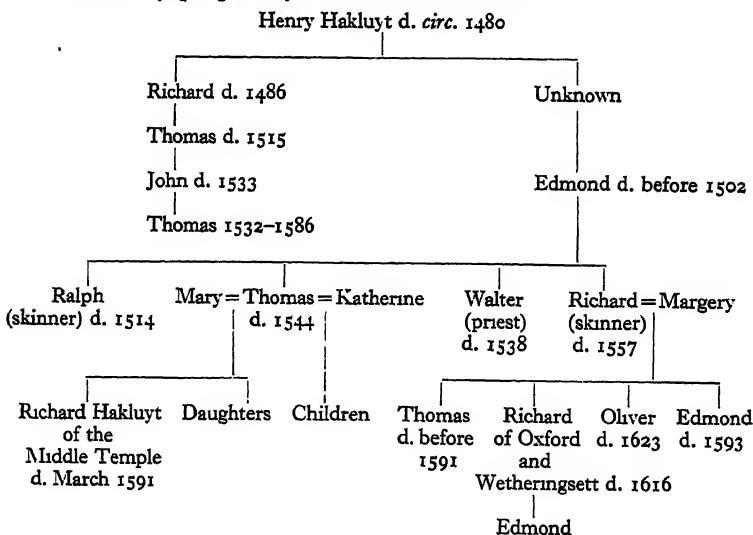 Henry Hakluyt d. circ. 1480
Richard d. 1486 Unknown
Thomas d. 1515
John d. 1533 Edmond d. before 1502
Thomas 1532–1586
Ralph Mary = Thomas = Katherine Walter Richard = Margery
(skinner) d. 1514 d. 1544 (priest) (skinner)
d. 1538 d. 1557
Richard Hakluyt Daughters Children Thomas Richard Oliver Edmond
of the d. before of Oxford d. 1623 d. 1593
Middle Temple 1591 and
d. March 1591 Wetheringsett d. 1616
Edmond